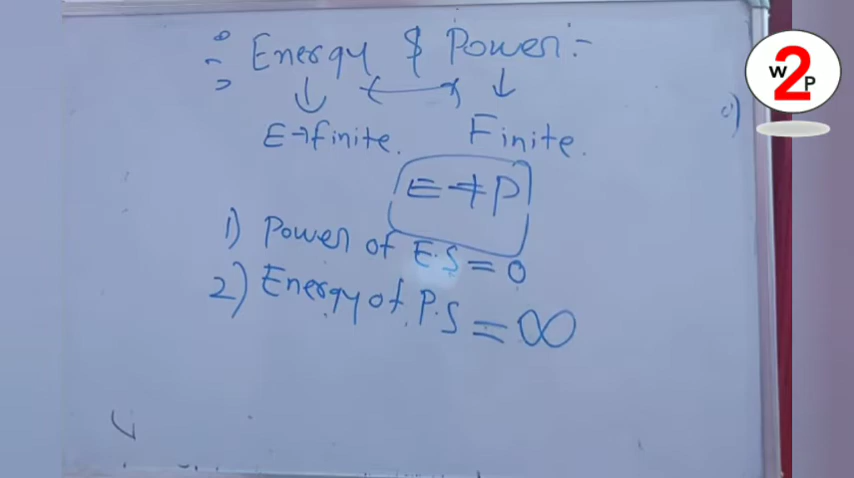 :- Energy & Power :-
E→finite. Finite.
E≠P
1) Power of E.S = 0
2) Energy of P.S = ∞
W2P